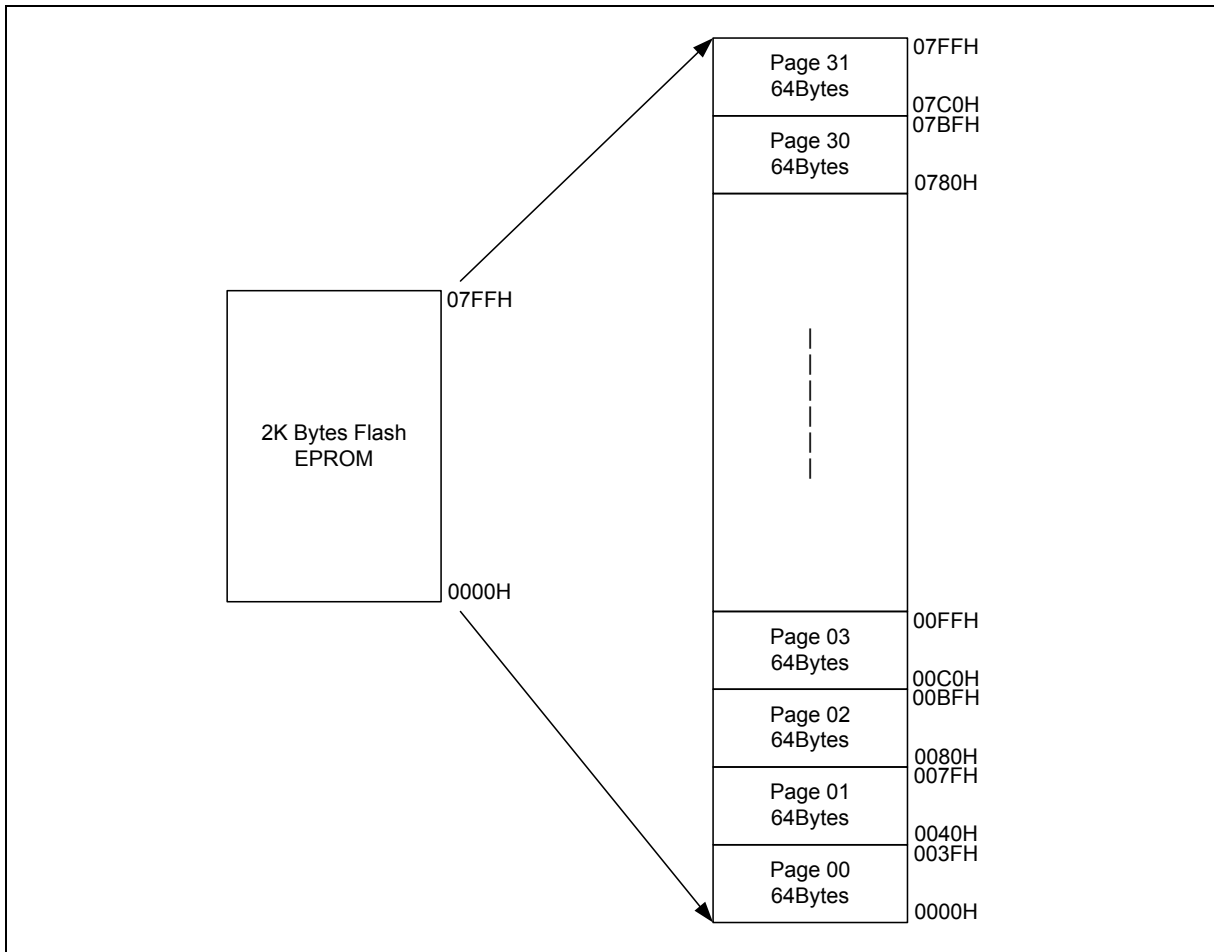 07FFH
Page 31
64Bytes
07C0H
07BFH
Page 30
64Bytes
0780H
07FFH
2K Bytes Flash
EPROM
0000H
00FFH
Page 03
64Bytes
00C0H
00BFH
Page 02
64Bytes
0080H
007FH
Page 01
64Bytes
0040H
003FH
Page 00
64Bytes
0000H